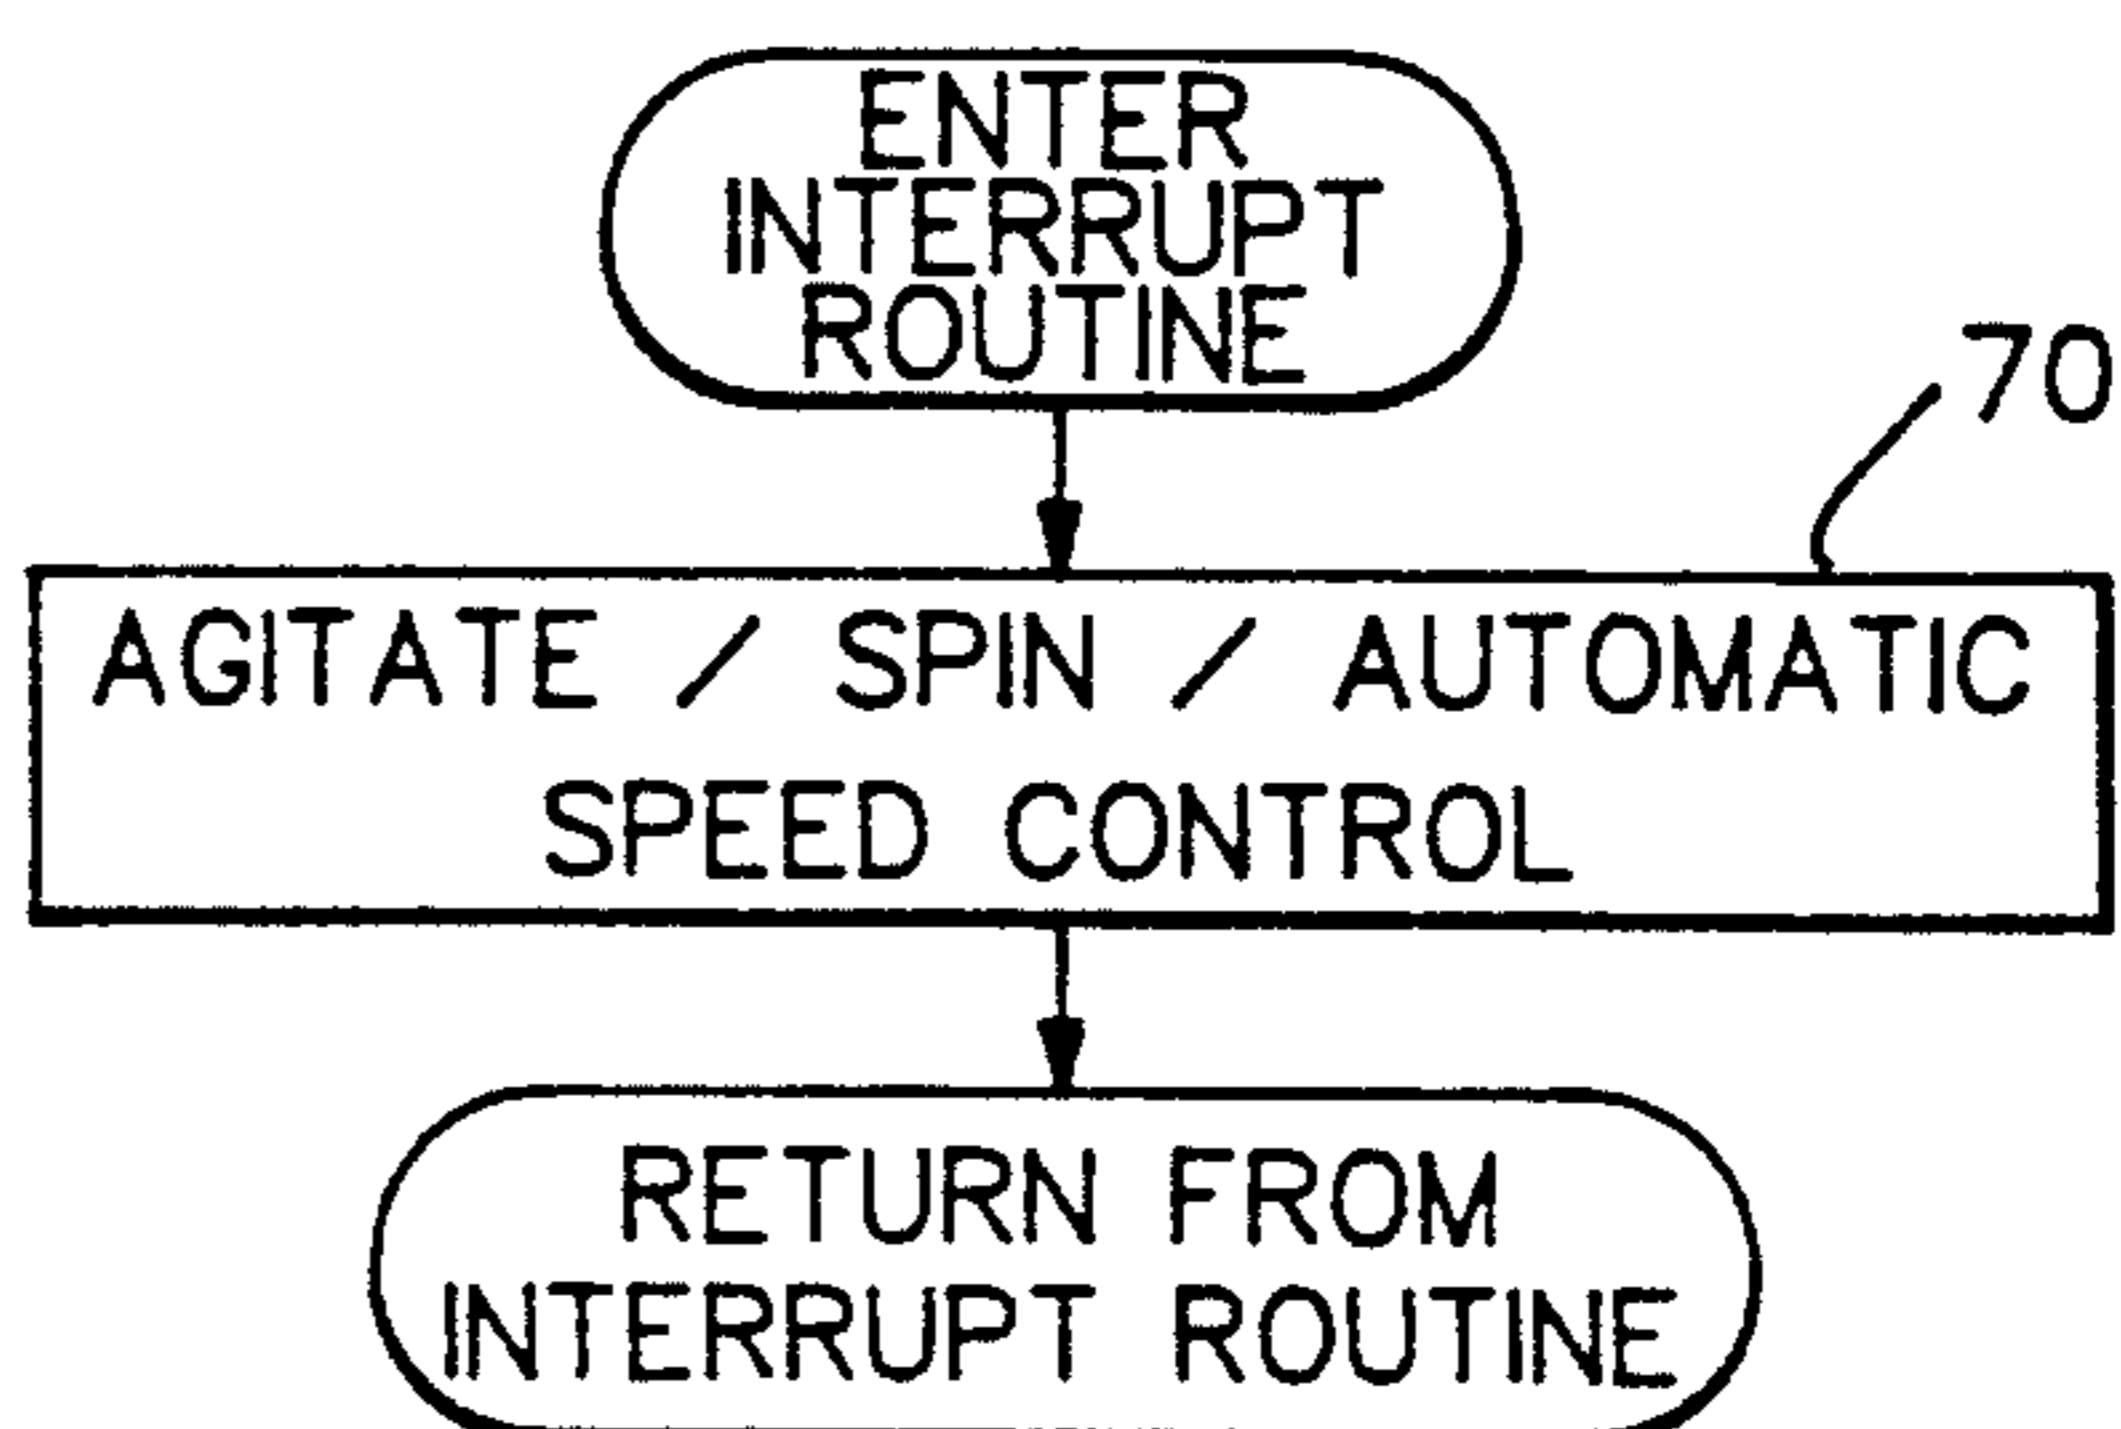 ENTER
INTERRUPT
ROUTINE
70
AGITATE / SPIN / AUTOMATIC
SPEED CONTROL
RETURN FROM
INTERRUPT ROUTINE